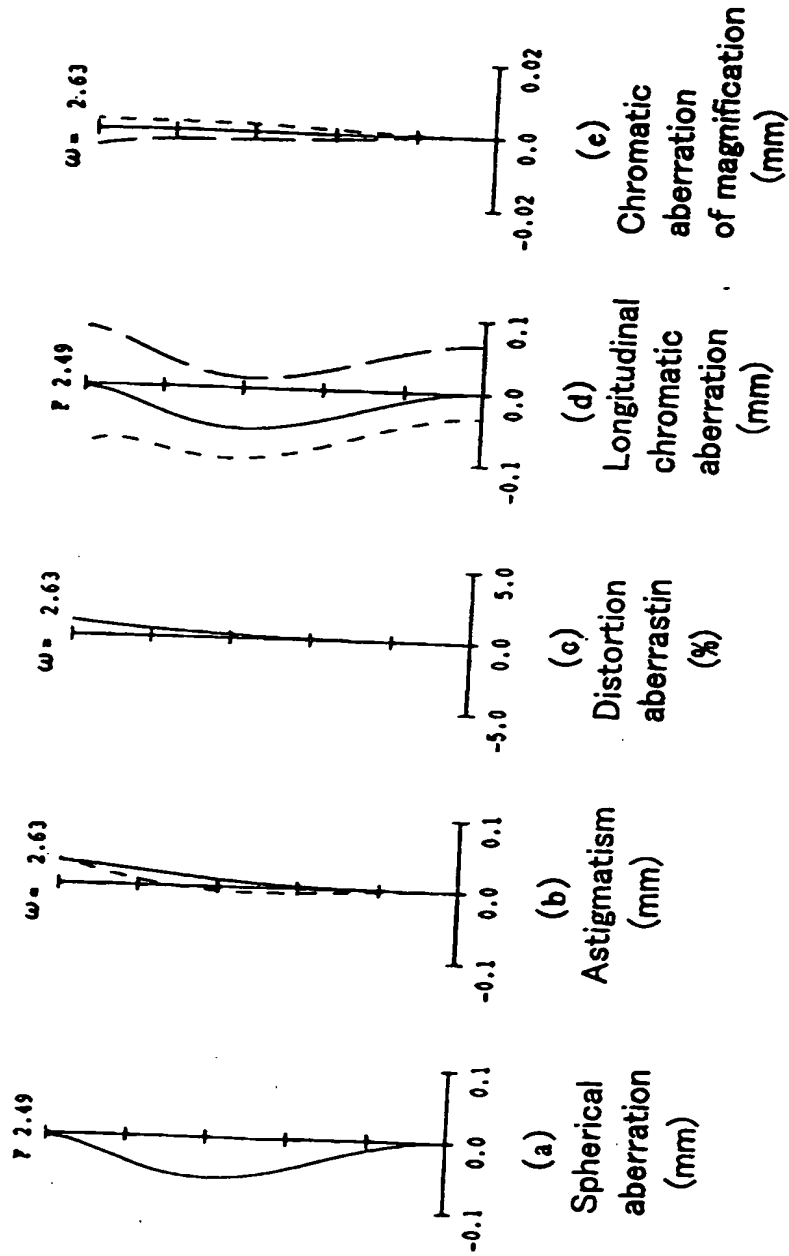 F 2.49
-0.1
0.0
0.1
(a)
Spherical
aberration
(mm)
ω= 2.63
-0.1
0.0
0.1
(b)
Astigmatism
(mm)
ω= 2.63
-5.0
0.0
5.0
(c)
Distortion
aberrastin
(%)
F 2.49
-0.1
0.0
0.1
(d)
Longitudinal
chromatic
aberration
(mm)
ω= 2.63
-0.02
0.0
0.02
(e)
Chromatic
aberration
of magnification
(mm)